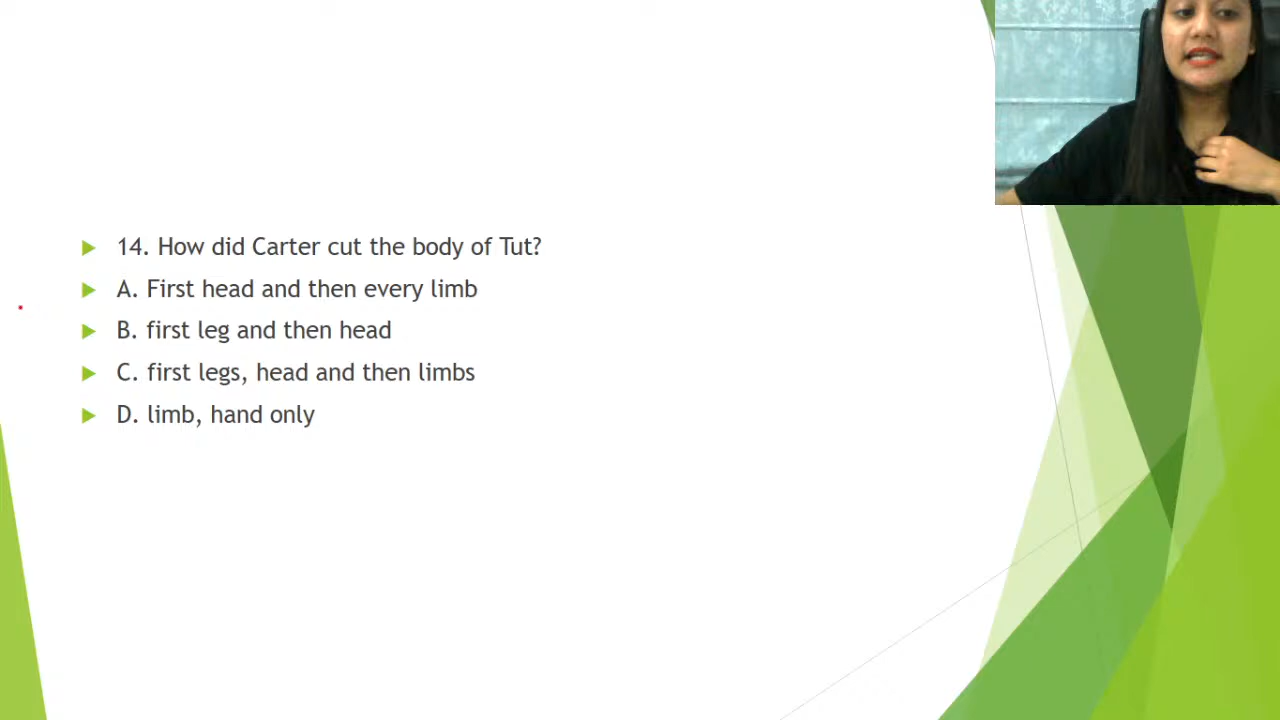 14. How did Carter cut the body of Tut?
A. First head and then every limb
B. first leg and then head
C. first legs, head and then limbs
D. limb, hand only